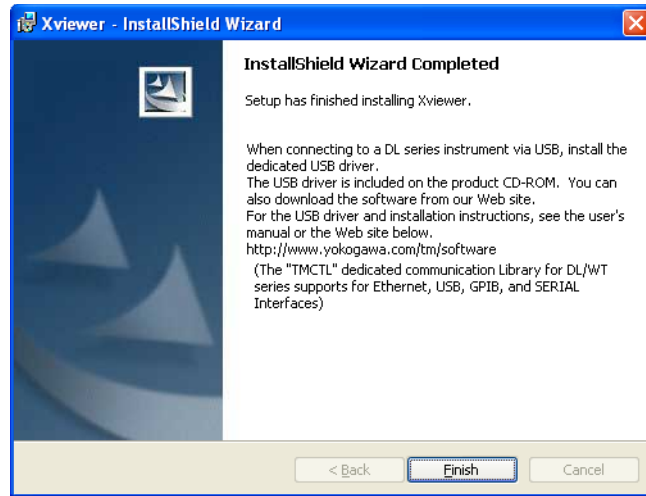 Xviewer - InstallShield Wizard
InstallShield Wizard Completed
Setup has finished installing Xviewer.
When connecting to a DL series instrument via USB, install the
dedicated USB driver.
The USB driver is included on the product CD-ROM.  You can
also download the software from our Web site.
For the USB driver and installation instructions, see the user's
manual or the Web site below.
http://www.yokogawa.com/tm/software
(The "TMCTL" dedicated communication Library for DL/WT
series supports for Ethernet, USB, GPIB, and SERIAL
Interfaces)
< Back
Finish
Cancel